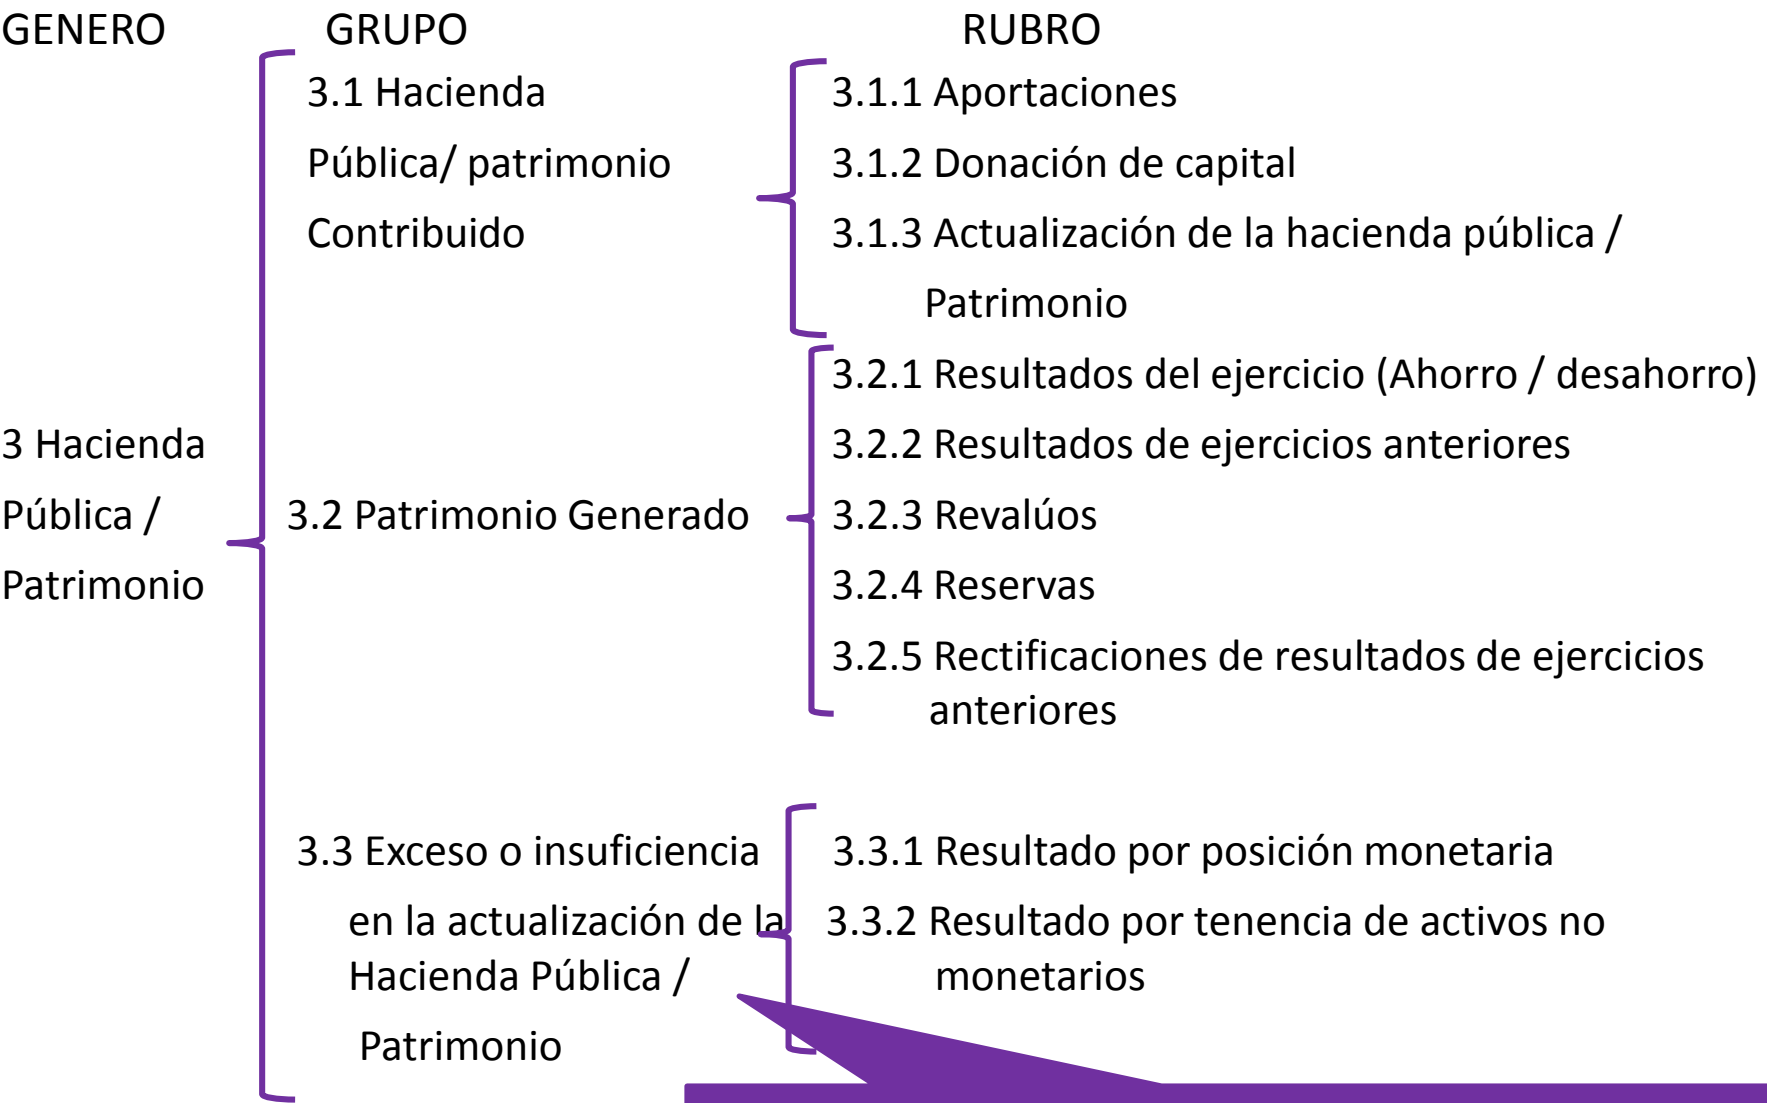 GENERO GRUPO RUBRO
3.1 Hacienda
Pública/ patrimonio
Contribuido
3.1.1 Aportaciones
3.1.2 Donación de capital
3.1.3 Actualización de la hacienda pública /
Patrimonio
3 Hacienda
Pública /
Patrimonio
3.2 Patrimonio Generado
3.2.1 Resultados del ejercicio (Ahorro / desahorro)
3.2.2 Resultados de ejercicios anteriores
3.2.3 Revalúos
3.2.4 Reservas
3.2.5 Rectificaciones de resultados de ejercicios
anteriores
3.3 Exceso o insuficiencia
en la actualización de la
Hacienda Pública /
Patrimonio
3.3.1 Resultado por posición monetaria
3.3.2 Resultado por tenencia de activos no
monetarios